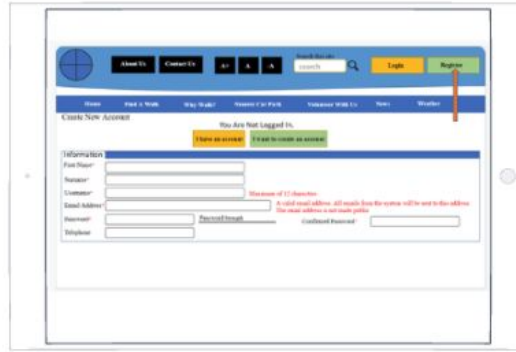 Search this site
About Us Contact Us A+ A -A search Login Register
Home Find A Walk Why Walk? Nearest Car Park Volunteer With Us News Weather
Create New Account
You Are Not Logged In.
I have an account I want to create an account
Information
First Name*
Surname*
Username* Maximum of 12 characters
Email Address* A valid email address. All emails from the system will be sent to this address
The email address is not made public
Password* Password Strength Confirmed Password*
Telephone